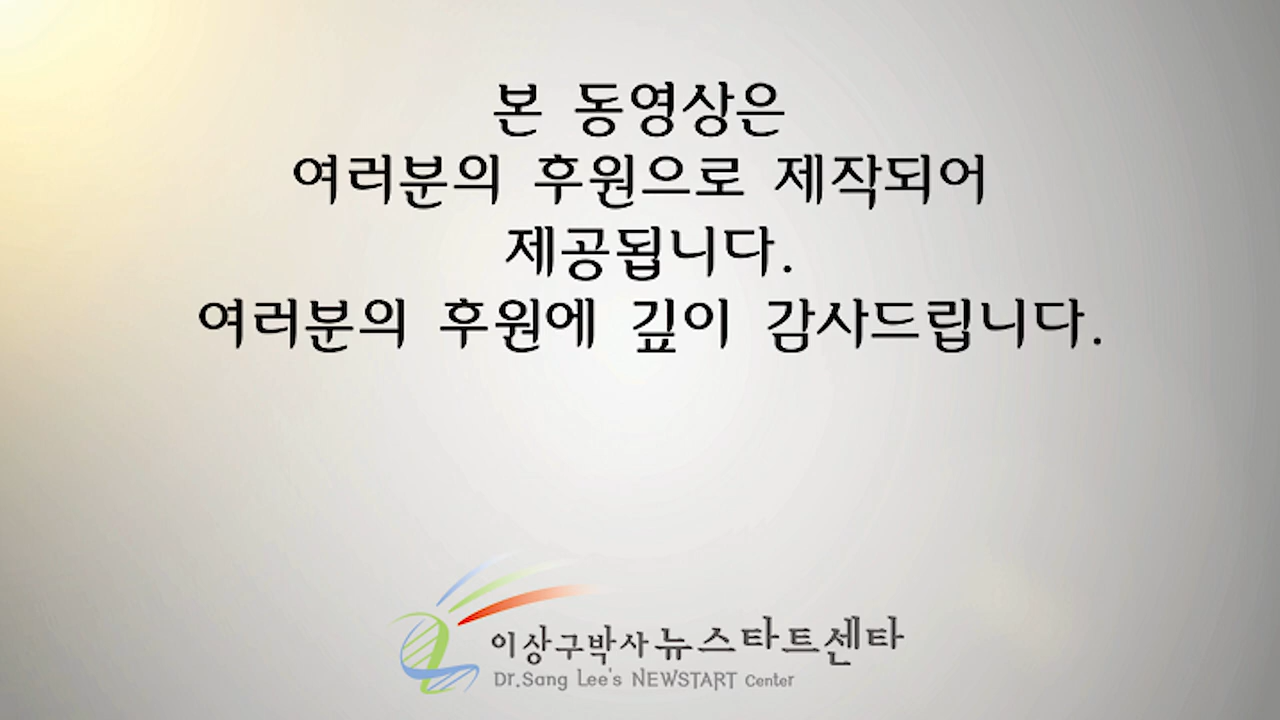 본 동영상은
여러분의 후원으로 제작되어
제공됩니다.
여러분의 후원에 깊이 감사드립니다.
이상구박사뉴스타트센타
Dr.Sang Lee's NEWSTART Center